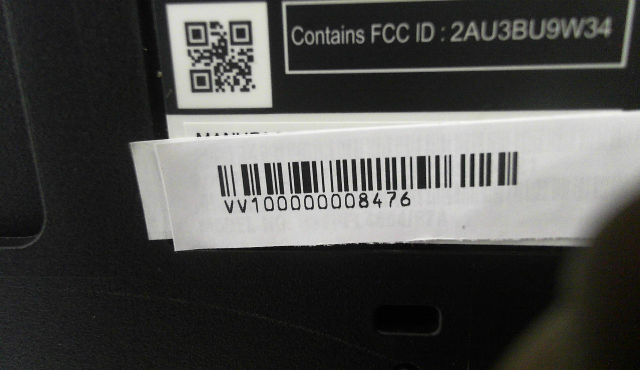 Contains FCC ID : 2AU3BU9W34
VV100000008476